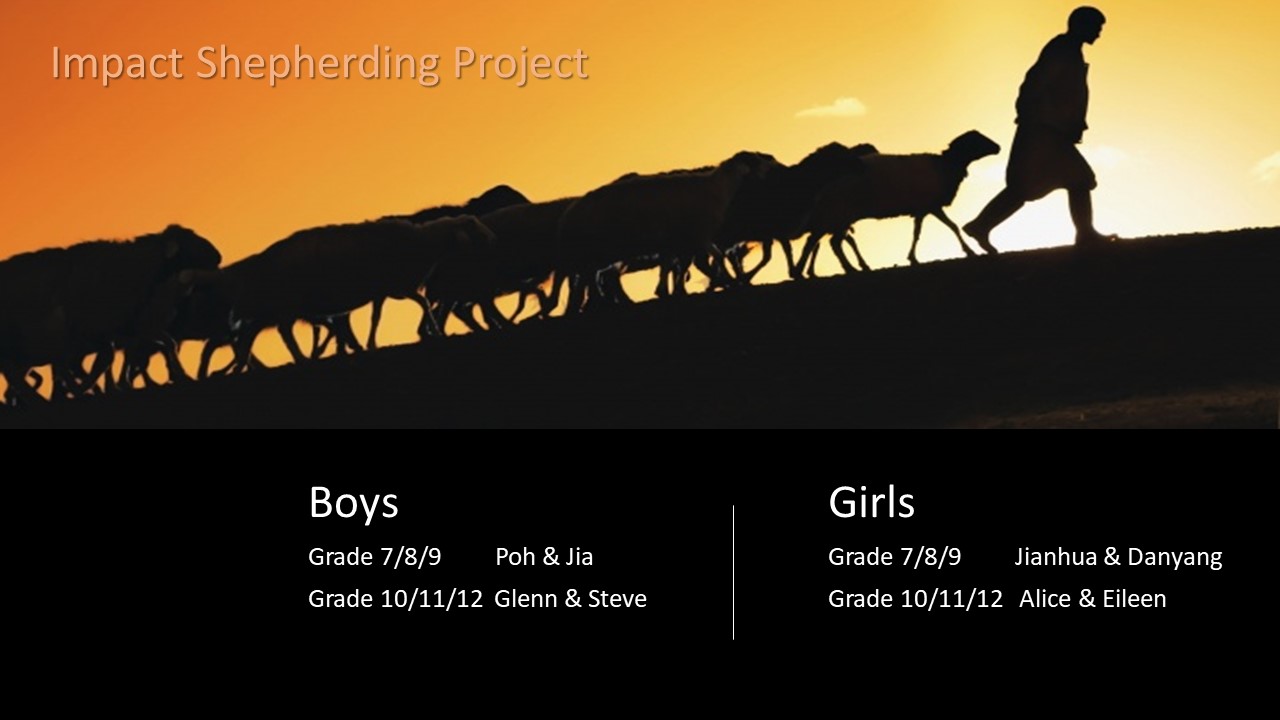 Impact Shepherding Project
Boys
Grade 7/8/9 Poh & Jia
Grade 10/11/12 Glenn & Steve
Girls
Grade 7/8/9 Jianhua & Danyang
Grade 10/11/12 Alice & Eileen